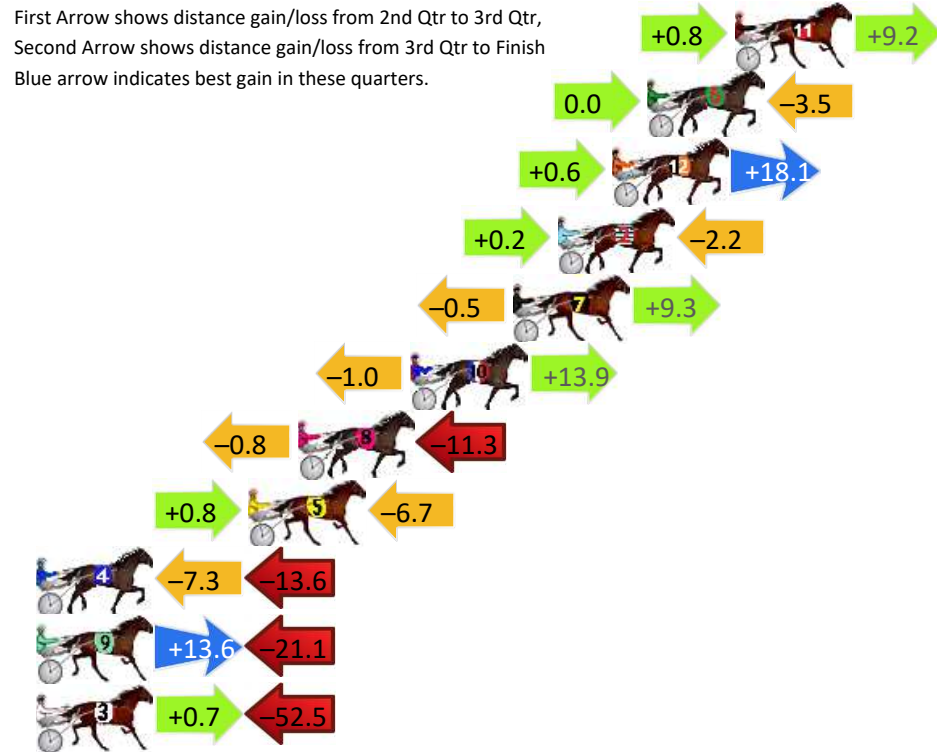 First Arrow shows distance gain/loss from 2nd Qtr to 3rd Qtr,
Second Arrow shows distance gain/loss from 3rd Qtr to Finish
Blue arrow indicates best gain in these quarters.
+0.8 11 +9.2
0.0 6 –3.5
+0.6 12 +18.1
+0.2 –2.2
–0.5 7 +9.3
–1.0 10 +13.9
–0.8 8 –11.3
+0.8 5 –6.7
4 –7.3 –13.6
9 +13.6 –21.1
3 +0.7 –52.5